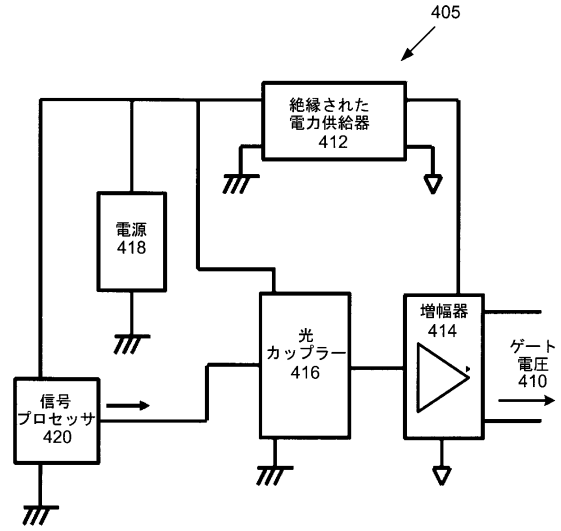 405
絶縁された
電力供給器
412
電源
418
光
カップラー
416
増幅器
414
ゲート
電圧
410
信号
プロセッサ
420